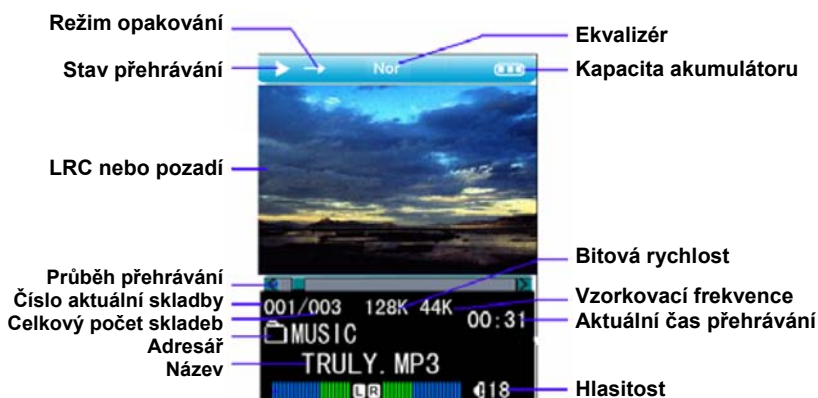 Režim opakování
Ekvalizér
Stav přehrávání
Nor
Kapacita akumulátoru
LRC nebo pozadí
Bitová rychlost
Průběh přehrávání
Číslo aktuální skladby
001/003 128K 44K
Vzorkovací frekvence
Celkový počet skladeb
00:31
Aktuální čas přehrávání
Adresář
MUSIC
Název
TRULY.MP3
L R
18
Hlasitost